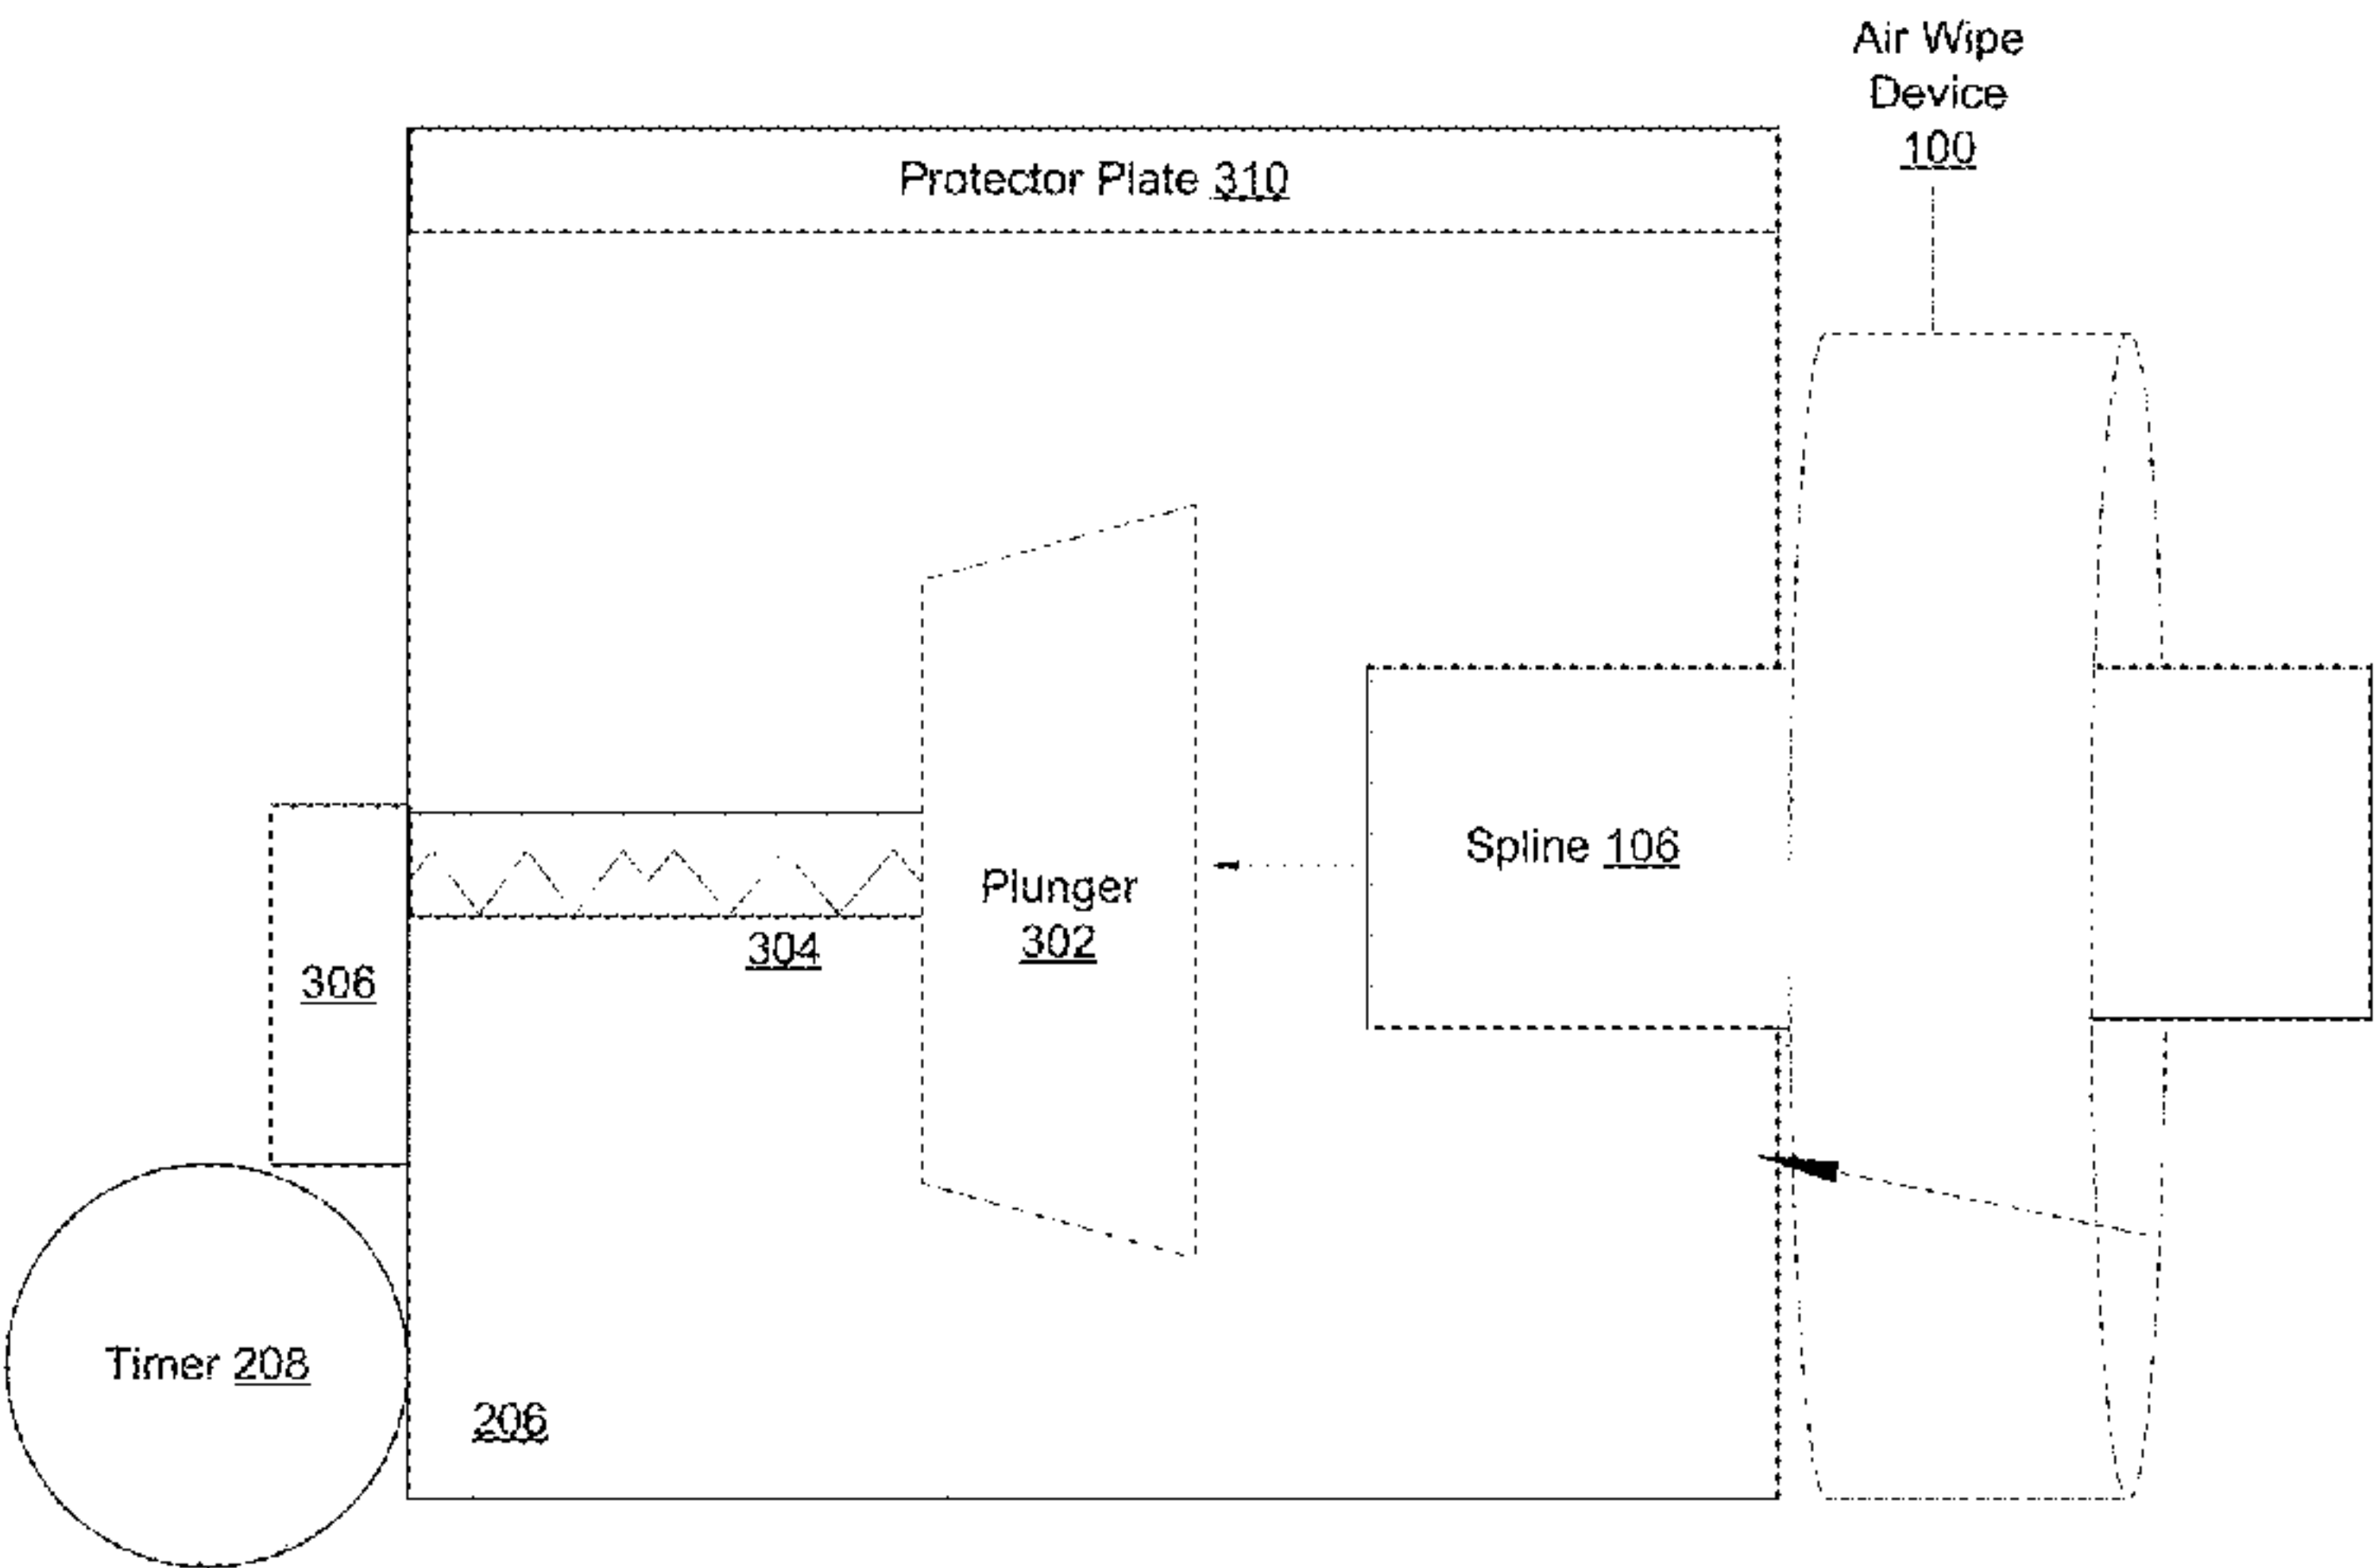 Air Wipe
Device
100
Protector Plate 310
Spline 106
Plunger
302
304
306
Timer 208
206